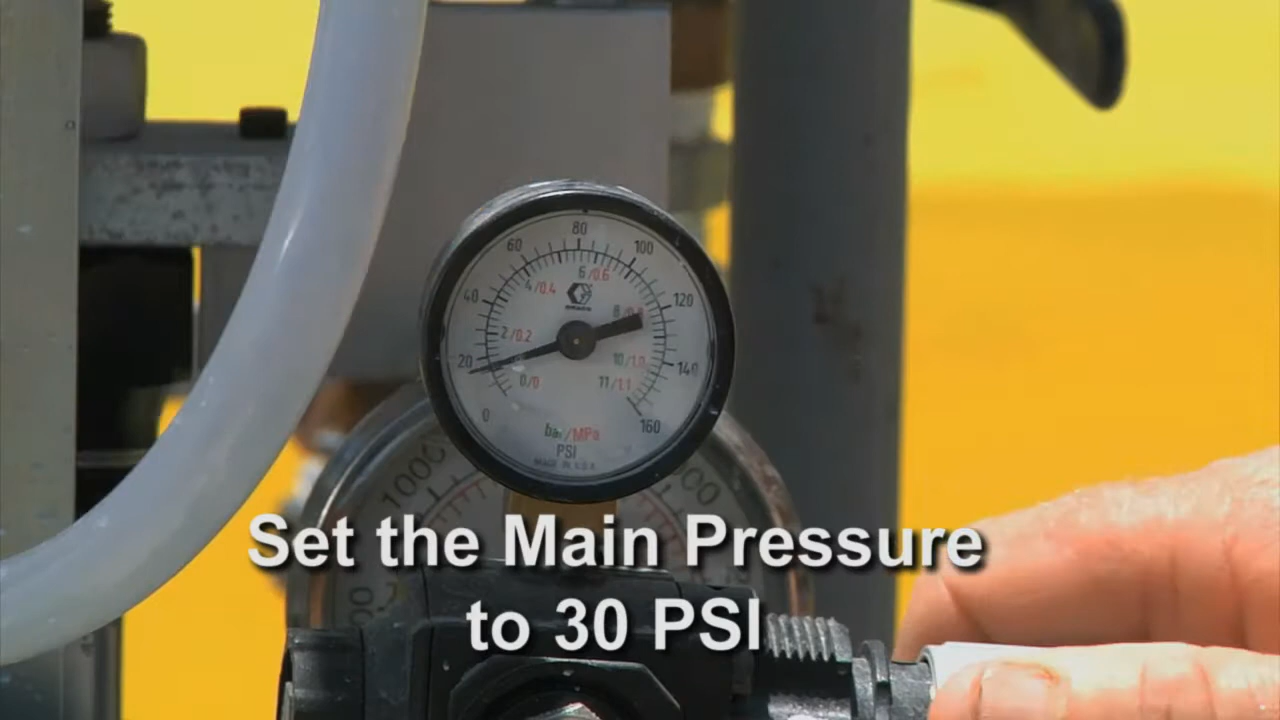 80
60
100
6/0.6
4/0.4
40
120
GRACO
8/0.8
2/0.2
20
10/1.0
140
0/0
11/1.1
0
160
bar/MPa
PSI
MADE IN U.S.A.
1000
Set the Main Pressure
to 30 PSI